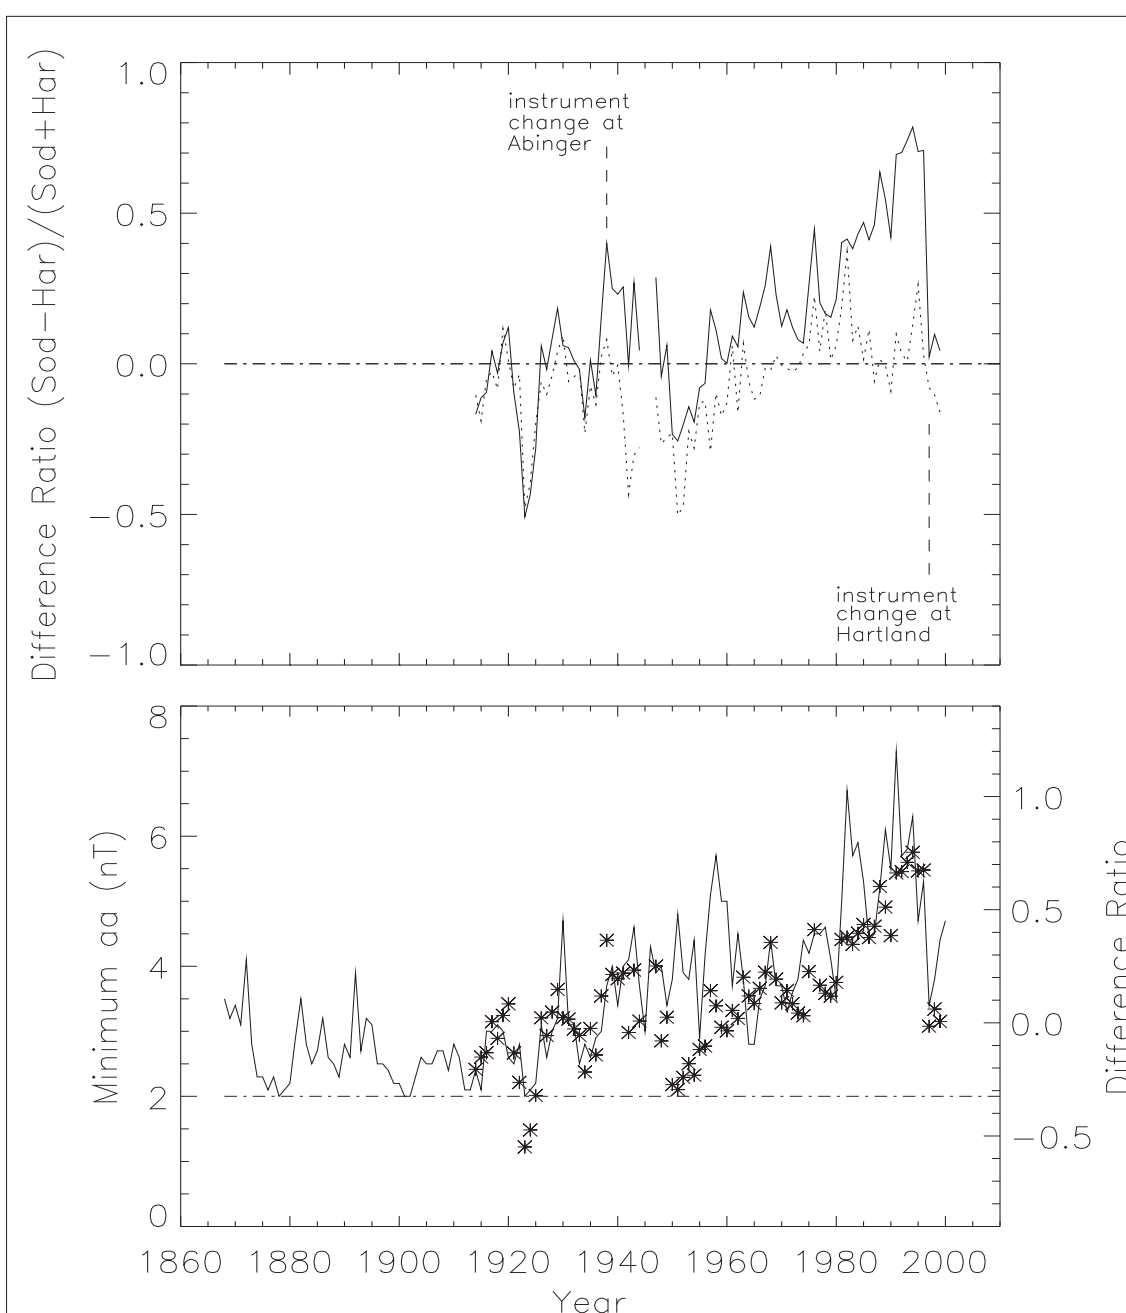 Difference Ratio (Sod-Har)/(Sod+Har)
1.0
0.5
0.0
-0.5
-1.0
instrument
change at
Abinger
instrument
change at
Hartland
Minimum aa (nT)
8
6
4
2
0
1.0
0.5
0.0
-0.5
Difference Ratio
1860 1880 1900 1920 1940 1960 1980 2000
Year